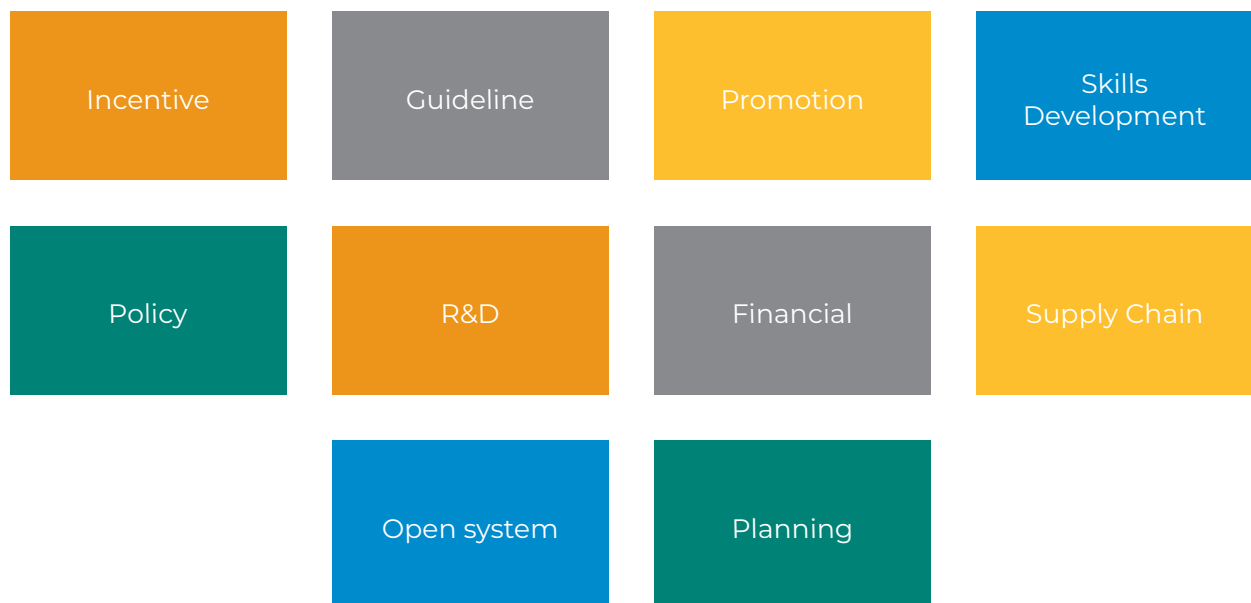 Incentive
Guideline
Promotion
Skills
Development
Policy
R&D
Financial
Supply Chain
Open system
Planning